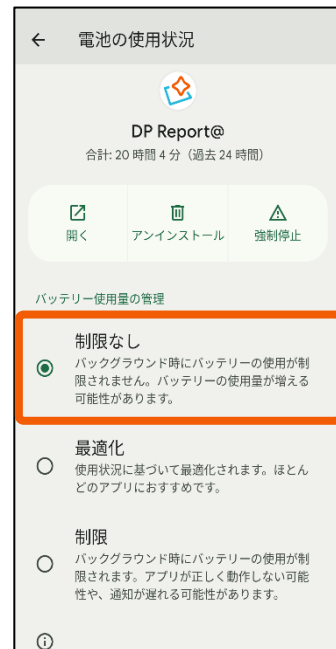 電池の使用状況
DP Report@
合計: 20 時間 4 分（過去 24 時間）
開く
アンインストール
強制停止
バッテリー使用量の管理
制限なし
バックグラウンド時にバッテリーの使用が制
限されません。バッテリーの使用量が増える
可能性があります。
最適化
使用状況に基づいて最適化されます。ほとん
どのアプリにおすすめです。
制限
バックグラウンド時にバッテリーの使用が制
限されます。アプリが正しく動作しない可能
性や、通知が遅れる可能性があります。